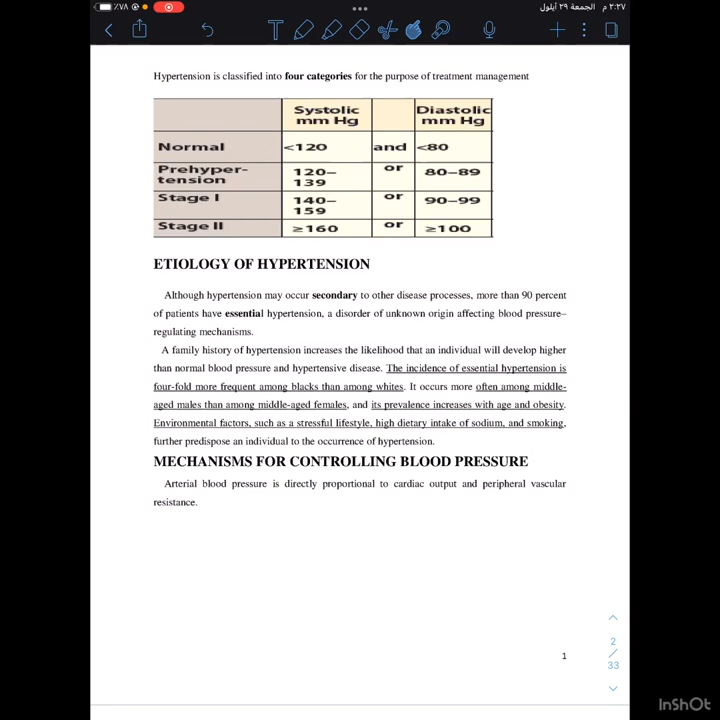 ٪٧٨
٢:٢٧ م الجمعة ٢٩ أيلول
Hypertension is classified into four categories for the purpose of treatment management
Systolic mm Hg Diastolic mm Hg
Normal <120 and <80
Prehyper-tension 120–139 or 80–89
Stage I 140–159 or 90–99
Stage II ≥160 or ≥100
ETIOLOGY OF HYPERTENSION
Although hypertension may occur secondary to other disease processes, more than 90 percent
of patients have essential hypertension, a disorder of unknown origin affecting blood pressure–
regulating mechanisms.
A family history of hypertension increases the likelihood that an individual will develop higher
than normal blood pressure and hypertensive disease. The incidence of essential hypertension is
four-fold more frequent among blacks than among whites. It occurs more often among middle-
aged males than among middle-aged females, and its prevalence increases with age and obesity.
Environmental factors, such as a stressful lifestyle, high dietary intake of sodium, and smoking,
further predispose an individual to the occurrence of hypertension.
MECHANISMS FOR CONTROLLING BLOOD PRESSURE
Arterial blood pressure is directly proportional to cardiac output and peripheral vascular
resistance.
1
2
/
33
InShOt